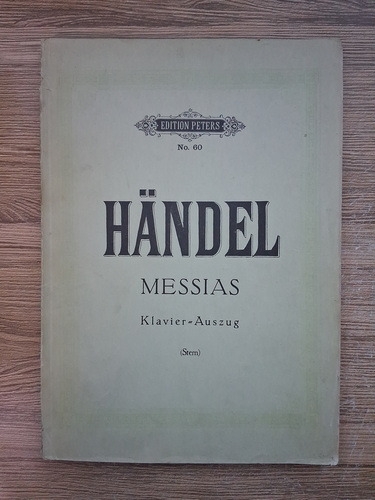 EDITION PETERS
No. 60
HÄNDEL
MESSIAS
Klavier-Auszug
(Stern)